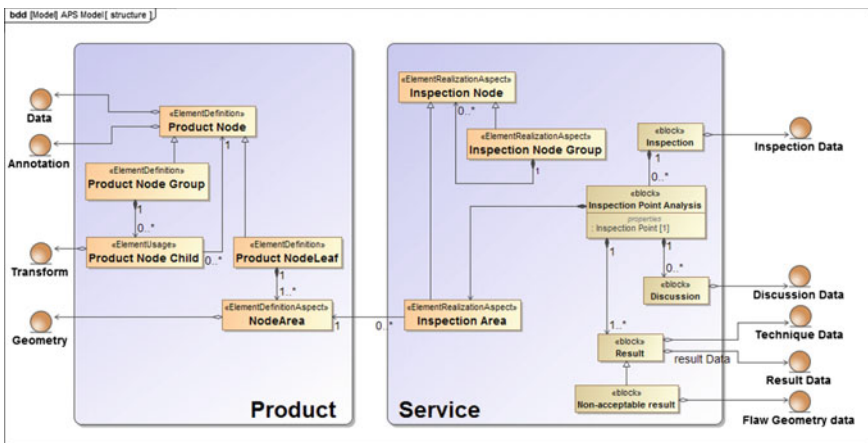 bdd [Model] APS Model[ structure ]
Data
Annotation
Transform
Geometry
«ElementDefinition»
Product Node
1
«ElementDefinition»
Product Node Group
1
0..*
«ElementUsage»
Product Node Child
0..*
«ElementDefinition»
Product NodeLeaf
1
1..*
«ElementDefinitionAspect»
NodeArea
1
0..*
Product
«ElementRealizationAspect»
Inspection Node
0..*
«ElementRealizationAspect»
Inspection Node Group
1
«ElementRealizationAspect»
Inspection Area
Service
«block»
Inspection
1
0..*
«block»
Inspection Point Analysis
properties
: Inspection Point [1]
1
1
0..*
«block»
Discussion
1..*
«block»
Result
result Data
«block»
Non-acceptable result
Inspection Data
Discussion Data
Technique Data
Result Data
Flaw Geometry data